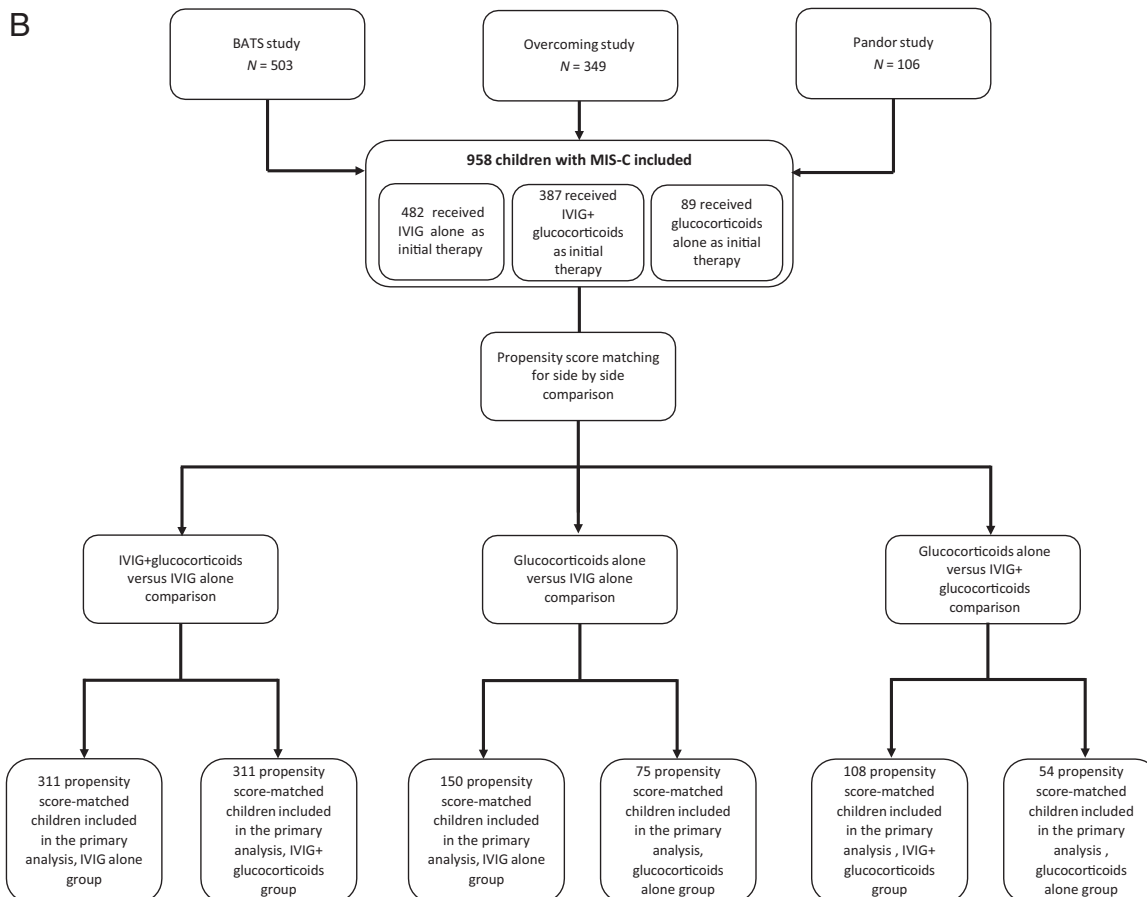 B
BATS study
N = 503
Overcoming study
N = 349
Pandor study
N = 106
958 children with MIS-C included
482 received
IVIG alone as
initial therapy
387 received
IVIG+
glucocorticoids
as initial
therapy
89 received
glucocorticoids
alone as initial
therapy
Propensity score matching
for side by side
comparison
IVIG+glucocorticoids
versus IVIG alone
comparison
Glucocorticoids alone
versus IVIG alone
comparison
Glucocorticoids alone
versus IVIG+
glucocorticoids
comparison
311 propensity
score-matched
children included
in the primary
analysis, IVIG alone
group
311 propensity
score-matched
children included
in the primary
analysis, IVIG+
glucocorticoids
group
150 propensity
score-matched
children included
in the primary
analysis, IVIG alone
group
75 propensity
score-matched
children included
in the primary
analysis,
glucocorticoids
alone group
108 propensity
score-matched
children included
in the primary
analysis , IVIG+
glucocorticoids
group
54 propensity
score-matched
children included
in the primary
analysis ,
glucocorticoids
alone group